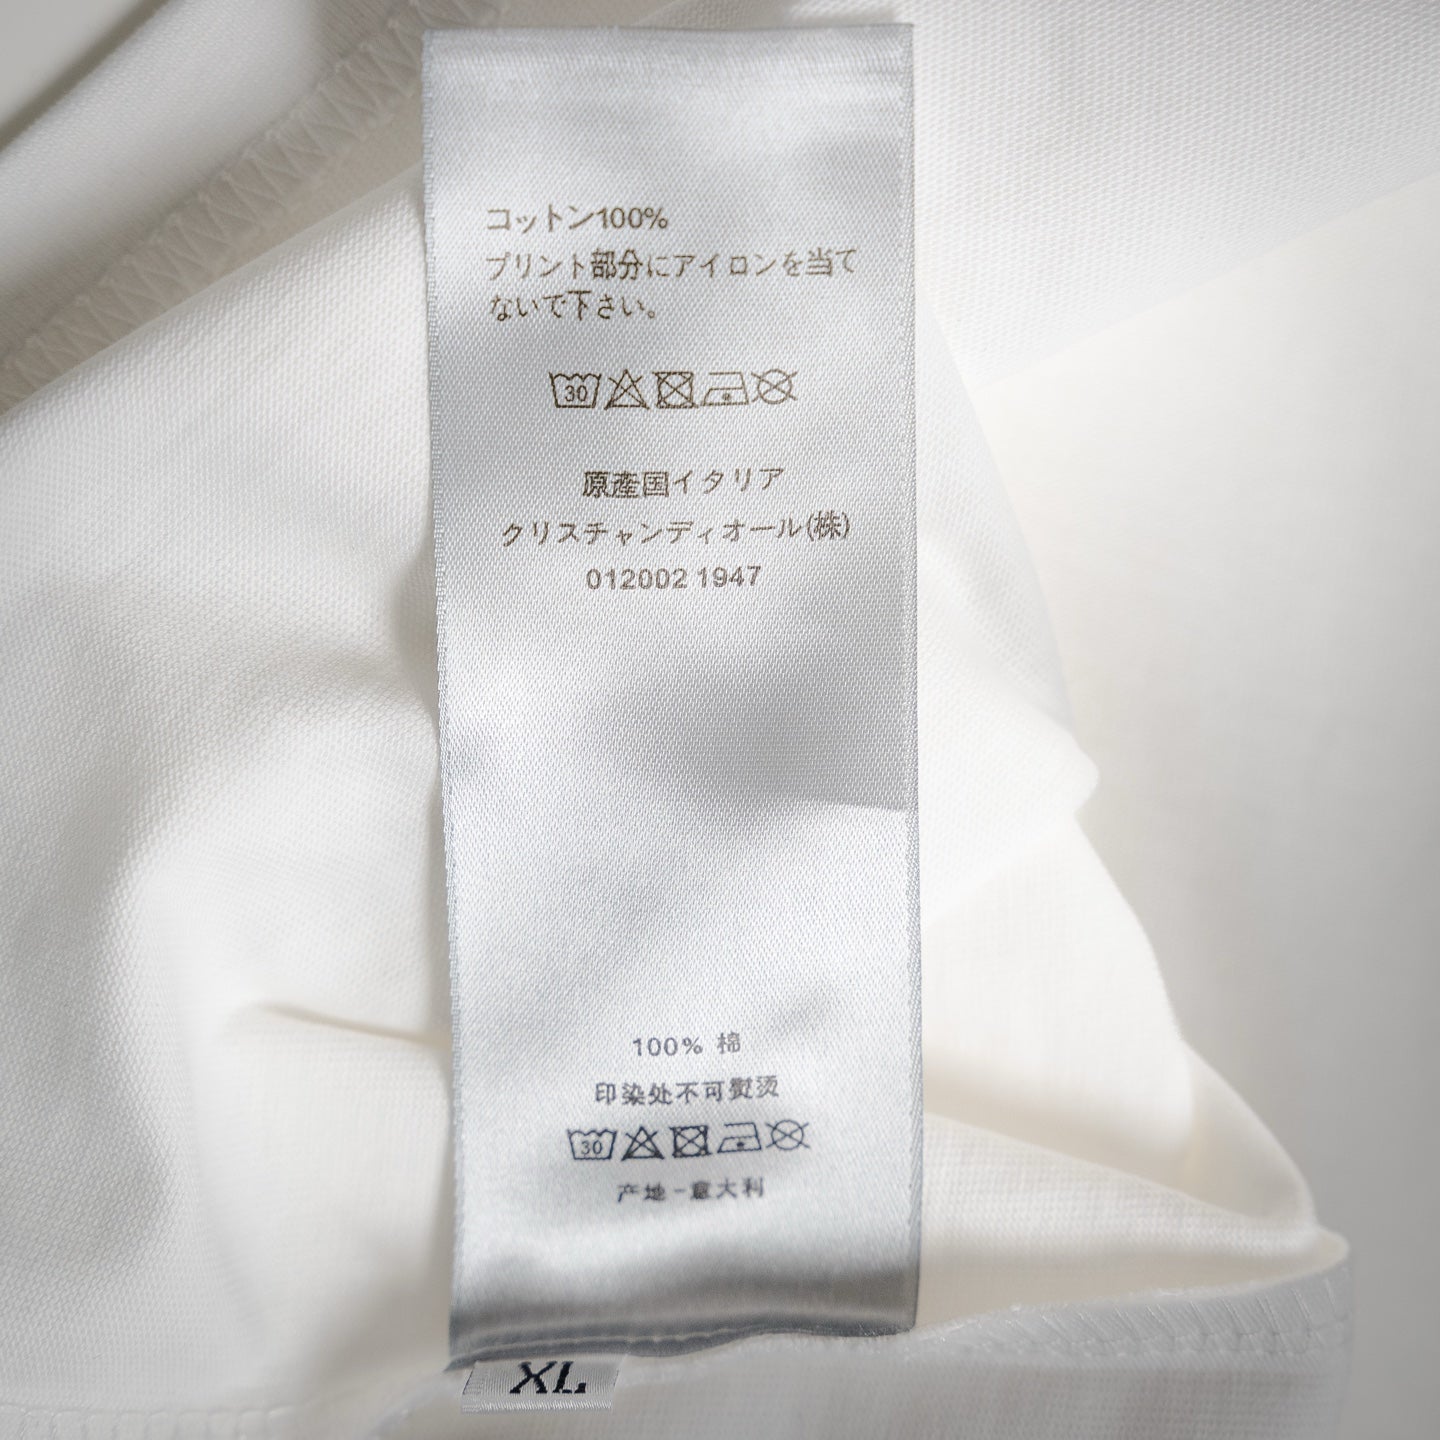 コットン100%
プリント部分にアイロンを当て
ないで下さい。
30
原産国イタリア
クリスチャンディオール(株)
012002 1947
100% 棉
印染处不可熨烫
30
产地-意大利
XL